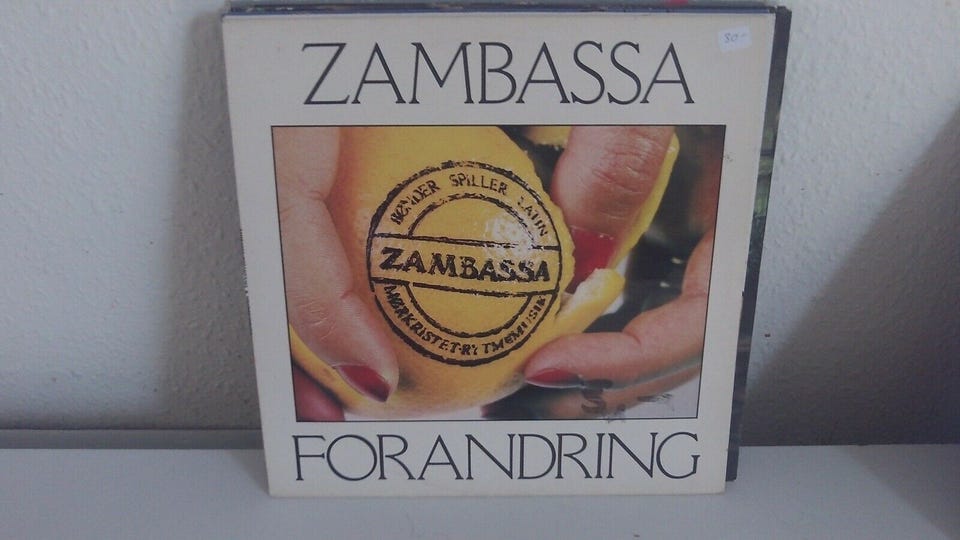 80-
ZAMBASSA
BØNDER SPILLER LATIN
ZAMBASSA
MØRKRISTET RYTMEMUSIK
FORANDRING